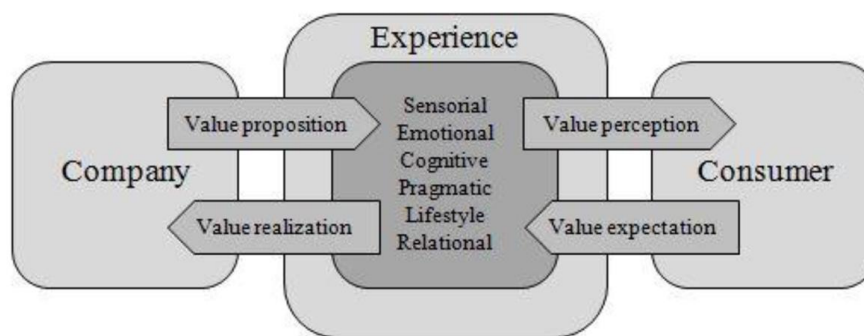 Experience
Company
Value proposition
Value realization
Sensorial
Emotional
Cognitive
Pragmatic
Lifestyle
Relational
Value perception
Value expectation
Consumer